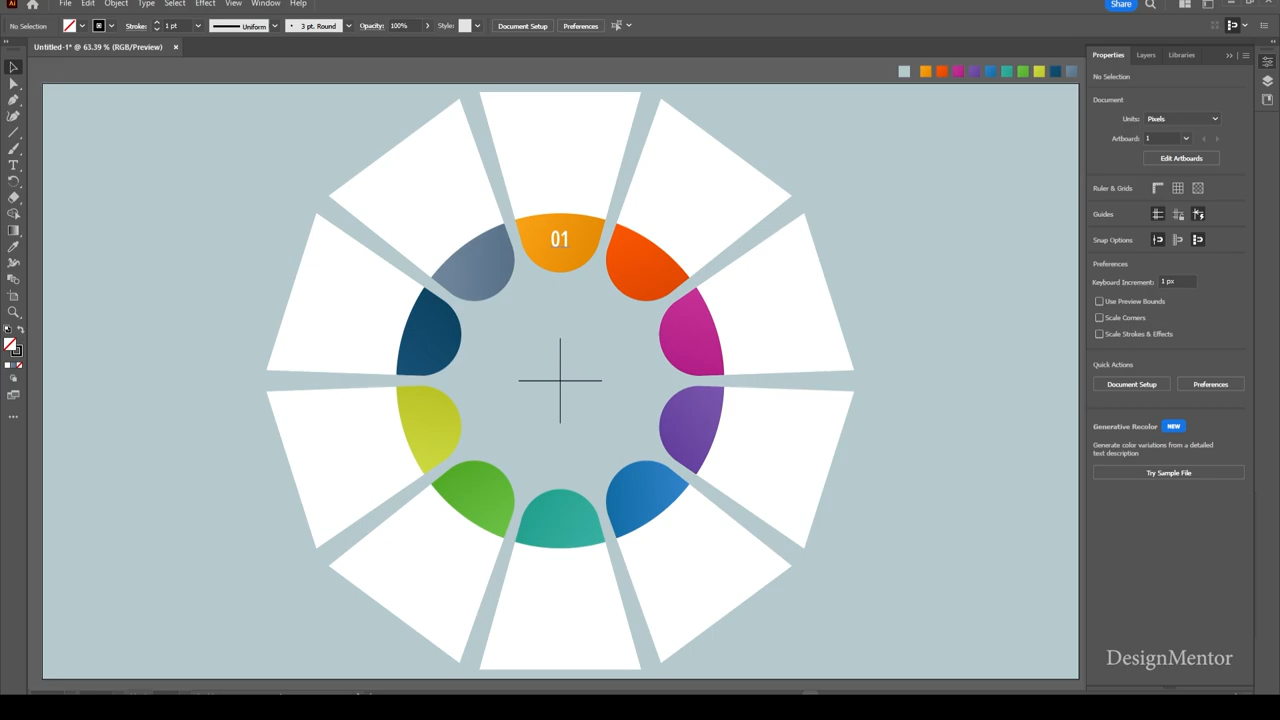 Ai File Edit Object Type Select Effect View Window Help Share
No Selection Stroke: 1 pt Uniform 3 pt. Round Opacity: 100% Style: Document Setup Preferences
Untitled-1* @ 63.39 % (RGB/Preview) ×
Properties Layers Libraries
No Selection
Document
Units: Pixels
Artboard: 1
Edit Artboards
Ruler & Grids
Guides
Snap Options
Preferences
Keyboard Increment: 1 px
Use Preview Bounds
Scale Corners
Scale Strokes & Effects
Quick Actions
Document Setup Preferences
Generative Recolor NEW
Generate color variations from a detailed
text description
Try Sample File
01
DesignMentor